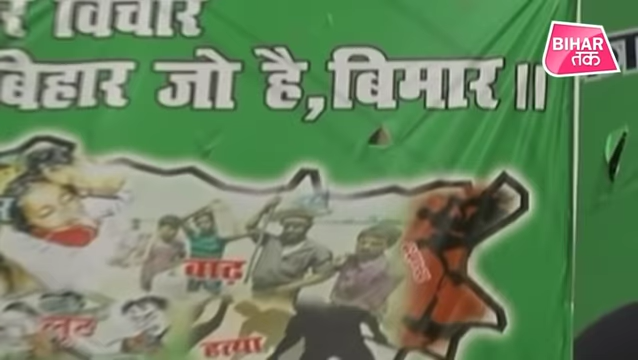 विचार
बिहार जो है, बिमार ॥
BIHAR
तक
बाढ़
लूट
हत्या